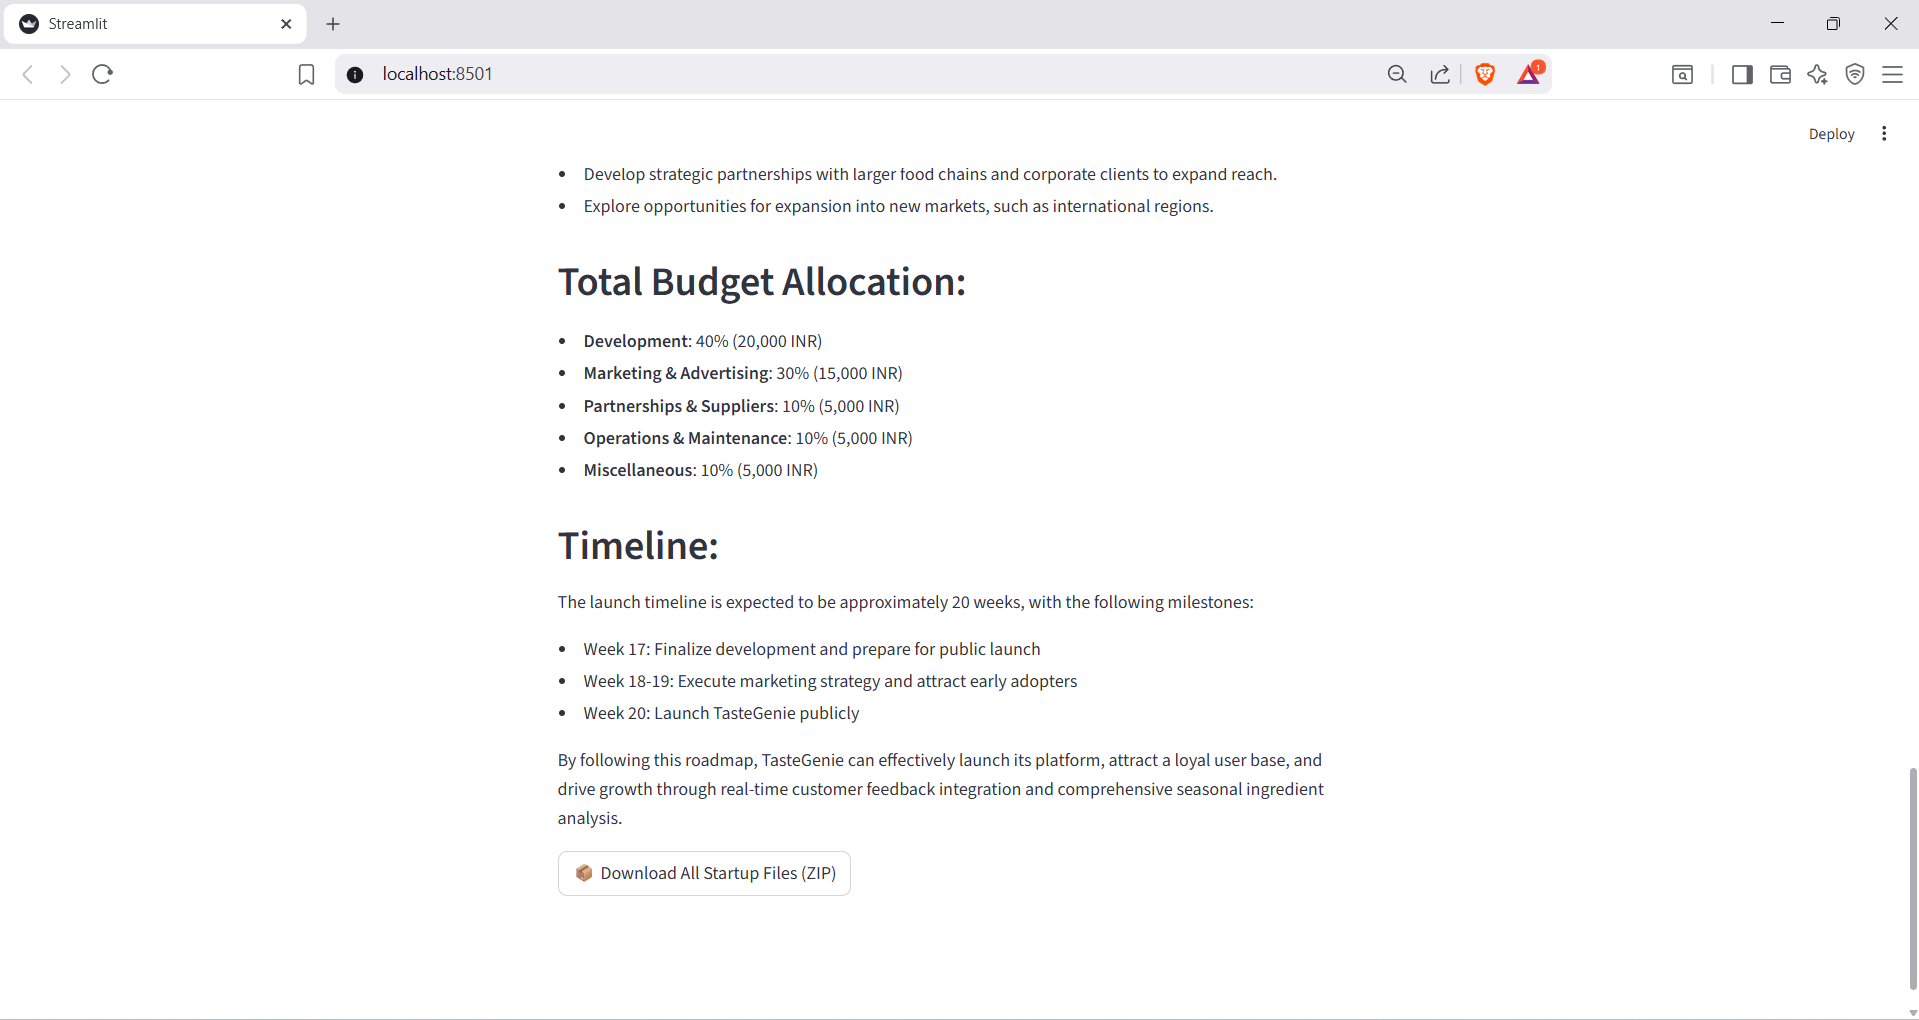 Streamlit
localhost:8501
1
Deploy
Develop strategic partnerships with larger food chains and corporate clients to expand reach.
Explore opportunities for expansion into new markets, such as international regions.
Total Budget Allocation:
Development: 40% (20,000 INR)
Marketing & Advertising: 30% (15,000 INR)
Partnerships & Suppliers: 10% (5,000 INR)
Operations & Maintenance: 10% (5,000 INR)
Miscellaneous: 10% (5,000 INR)
Timeline:
The launch timeline is expected to be approximately 20 weeks, with the following milestones:
Week 17: Finalize development and prepare for public launch
Week 18-19: Execute marketing strategy and attract early adopters
Week 20: Launch TasteGenie publicly
By following this roadmap, TasteGenie can effectively launch its platform, attract a loyal user base, and
drive growth through real-time customer feedback integration and comprehensive seasonal ingredient
analysis.
Download All Startup Files (ZIP)